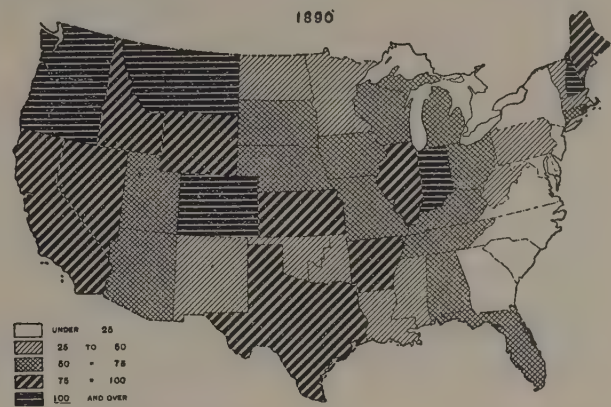 1890
UNDER 25
25 TO 50
50 " 75
75 " 100
100 AND OVER